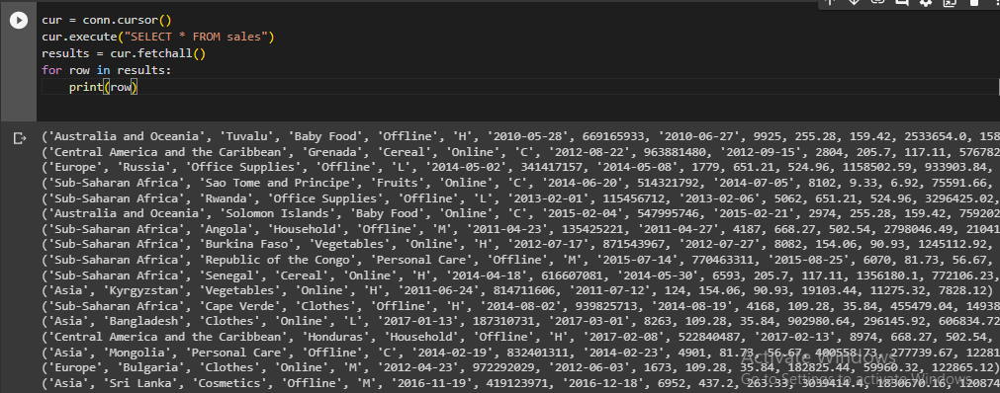 cur = conn.cursor()
cur.execute("SELECT * FROM sales")
results = cur.fetchall()
for row in results:
    print(row)
('Australia and Oceania', 'Tuvalu', 'Baby Food', 'Offline', 'H', '2010-05-28', 669165933, '2010-06-27', 9925, 255.28, 159.42, 2533654.0, 158
('Central America and the Caribbean', 'Grenada', 'Cereal', 'Online', 'C', '2012-08-22', 963881480, '2012-09-15', 2804, 205.7, 117.11, 576782
('Europe', 'Russia', 'Office Supplies', 'Offline', 'L', '2014-05-02', 341417157, '2014-05-08', 1779, 651.21, 524.96, 1158502.59, 933903.84,
('Sub-Saharan Africa', 'Sao Tome and Principe', 'Fruits', 'Online', 'C', '2014-06-20', 514321792, '2014-07-05', 8102, 9.33, 6.92, 75591.66,
('Sub-Saharan Africa', 'Rwanda', 'Office Supplies', 'Offline', 'L', '2013-02-01', 115456712, '2013-02-06', 5062, 651.21, 524.96, 3296425.02,
('Australia and Oceania', 'Solomon Islands', 'Baby Food', 'Online', 'C', '2015-02-04', 547995746, '2015-02-21', 2974, 255.28, 159.42, 759202
('Sub-Saharan Africa', 'Angola', 'Household', 'Offline', 'M', '2011-04-23', 135425221, '2011-04-27', 4187, 668.27, 502.54, 2798046.49, 21041
('Sub-Saharan Africa', 'Burkina Faso', 'Vegetables', 'Online', 'H', '2012-07-17', 871543967, '2012-07-27', 8082, 154.06, 90.93, 1245112.92,
('Sub-Saharan Africa', 'Republic of the Congo', 'Personal Care', 'Offline', 'M', '2015-07-14', 770463311, '2015-08-25', 6070, 81.73, 56.67,
('Sub-Saharan Africa', 'Senegal', 'Cereal', 'Online', 'H', '2014-04-18', 616607081, '2014-05-30', 6593, 205.7, 117.11, 1356180.1, 772106.23,
('Asia', 'Kyrgyzstan', 'Vegetables', 'Online', 'H', '2011-06-24', 814711606, '2011-07-12', 124, 154.06, 90.93, 19103.44, 11275.32, 7828.12)
('Sub-Saharan Africa', 'Cape Verde', 'Clothes', 'Offline', 'H', '2014-08-02', 939825713, '2014-08-19', 4168, 109.28, 35.84, 455479.04, 14938
('Asia', 'Bangladesh', 'Clothes', 'Online', 'L', '2017-01-13', 187310731, '2017-03-01', 8263, 109.28, 35.84, 902980.64, 296145.92, 606834.72
('Central America and the Caribbean', 'Honduras', 'Household', 'Offline', 'H', '2017-02-08', 522840487, '2017-02-13', 8974, 668.27, 502.54,
('Asia', 'Mongolia', 'Personal Care', 'Offline', 'C', '2014-02-19', 832401311, '2014-02-23', 4901, 81.73, 56.67, 400558.73, 277739.67, 12281
('Europe', 'Bulgaria', 'Clothes', 'Online', 'M', '2012-04-23', 972292029, '2012-06-03', 1673, 109.28, 35.84, 182825.44, 59960.32, 122865.12)
('Asia', 'Sri Lanka', 'Cosmetics', 'Offline', 'M', '2016-11-19', 419123971, '2016-12-18', 6952, 437.2, 263.33, 3039414.4, 1830670.16, 120874
Activate Windows
Go to Settings to activate Windows.